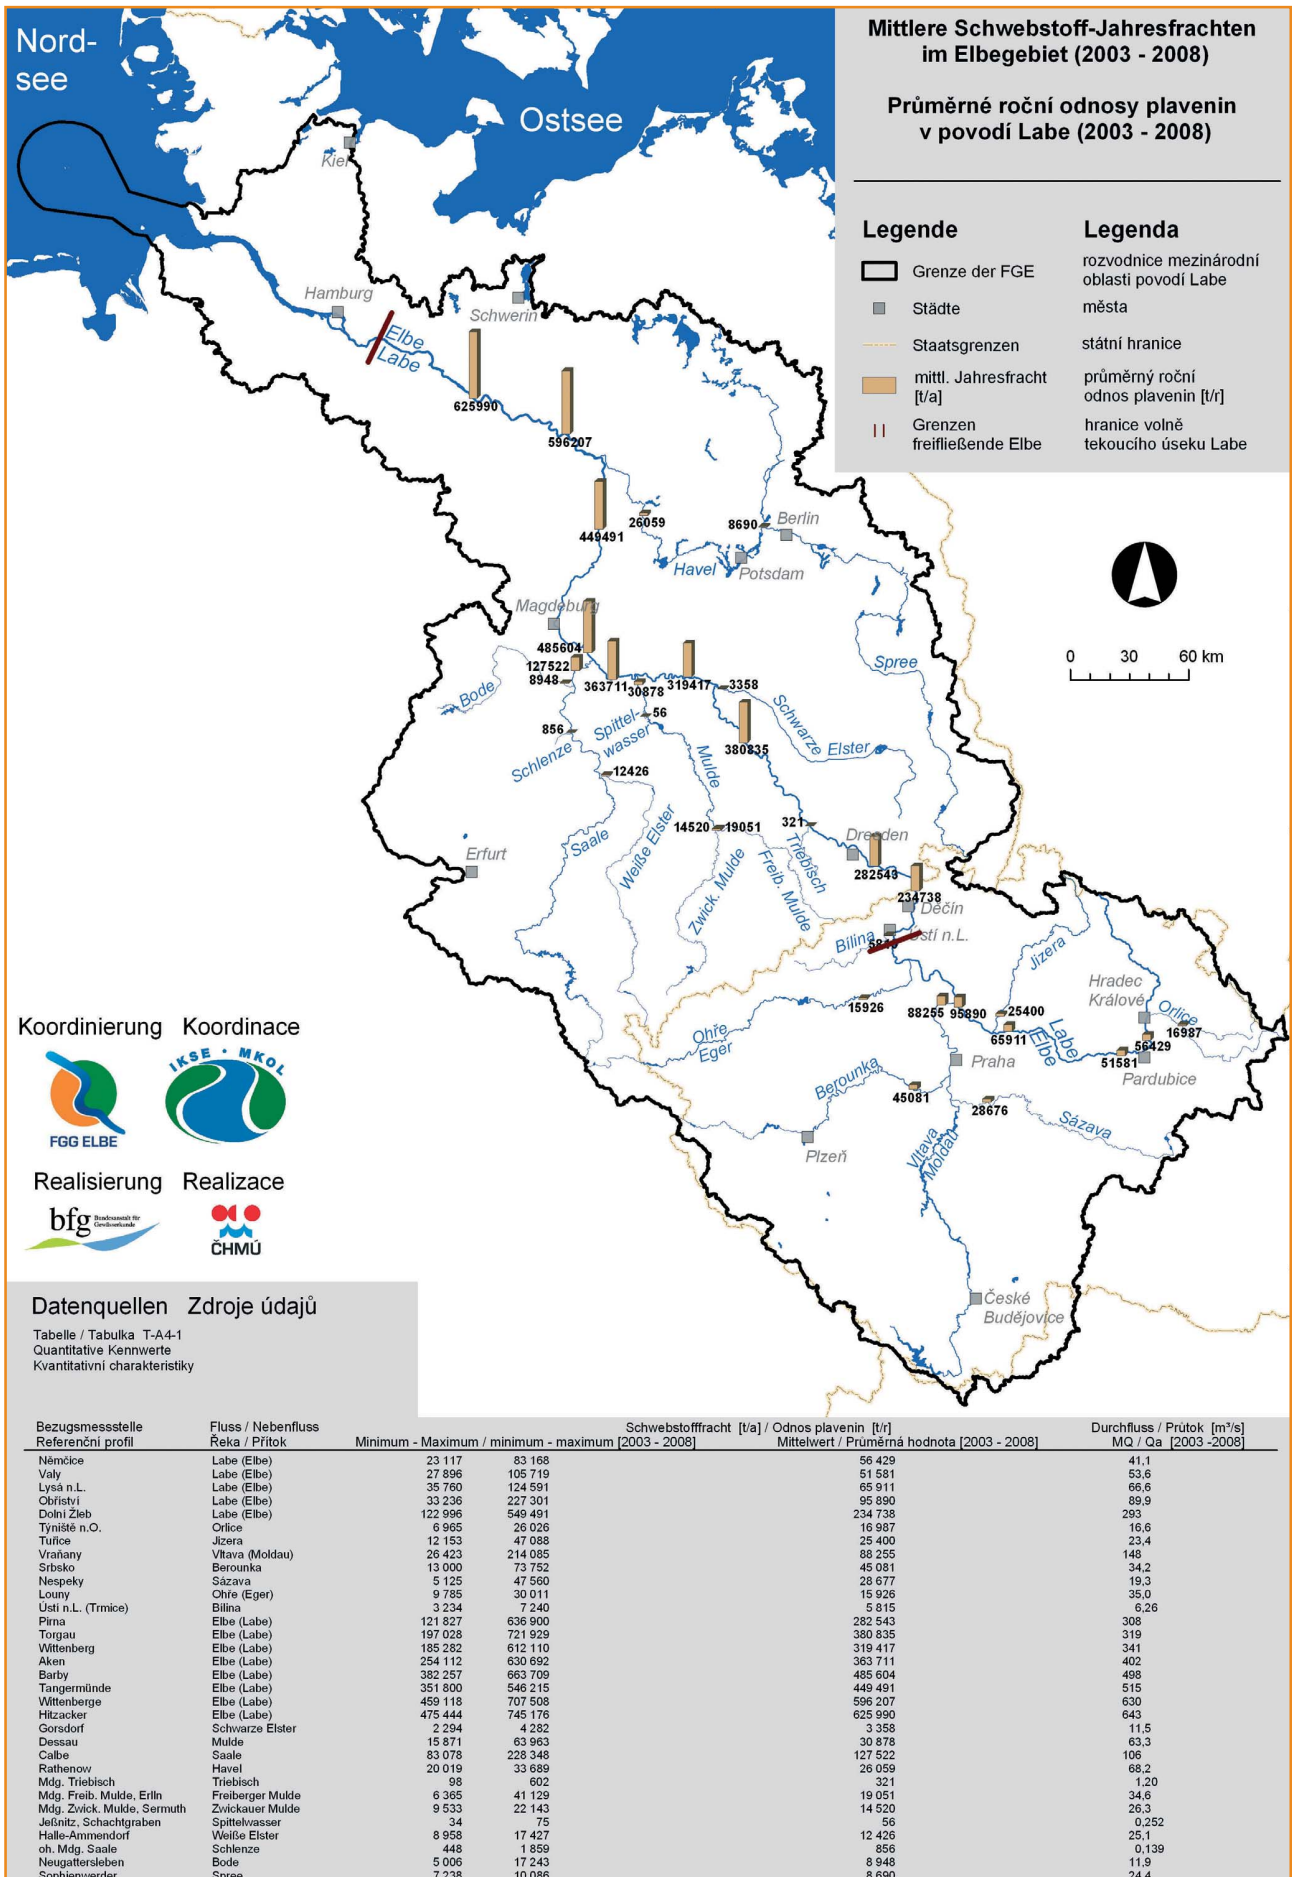 Nord-
see
Ostsee
Mittlere Schwebstoff-Jahresfrachten
im Elbegebiet (2003 - 2008)
Průměrné roční odnosy plavenin
v povodí Labe (2003 - 2008)
Legende Legenda
Grenze der FGE rozvodnice mezinárodní
oblasti povodí Labe
Städte města
Staatsgrenzen státní hranice
mittl. Jahresfracht průměrný roční
[t/a] odnos plavenin [t/r]
Grenzen hranice volně
freifließende Elbe tekoucího úseku Labe
0 30 60 km
Kiel
Hamburg
Schwerin
Elbe
Labe
625990
596207
449491
26059
8690
Berlin
Havel
Potsdam
Magdeburg
485604
127522
8948
Bode
363711
30878
319417
3358
Spree
856
Spittel-
wasser
56
Schlenze
Mulde
380835
Schwarze Elster
12426
Saale
Weiße Elster
14520
19051
321
Triebisch
Dresden
282543
Erfurt
Zwick. Mulde
Freib. Mulde
234738
Děčín
Bilina
Ústí n.L.
15926
Ohře
Eger
88255
95890
25400
65911
Jizera
Hradec
Králové
Orlice
16987
56429
51581
Labe
Elbe
Pardubice
Praha
Berounka
45081
28676
Sázava
Plzeň
Vltava
Moldau
České
Budějovice
Koordinierung Koordinace
FGG ELBE
IKSE • MKOL
Realisierung Realizace
bfg Bundesanstalt für
Gewässerkunde
ČHMÚ
Datenquellen Zdroje údajů
Tabelle / Tabulka T-A4-1
Quantitative Kennwerte
Kvantitativní charakteristiky
Bezugsmessstelle Fluss / Nebenfluss Schwebstofffracht [t/a] / Odnos plavenin [t/r] Durchfluss / Průtok [m³/s]
Referenční profil Řeka / Přítok Minimum - Maximum / minimum - maximum [2003 - 2008] Mittelwert / Průměrná hodnota [2003 - 2008] MQ / Qa [2003 -2008]
Němčice Labe (Elbe) 23 117 83 168 56 429 41,1
Valy Labe (Elbe) 27 896 105 719 51 581 53,6
Lysá n.L. Labe (Elbe) 35 760 124 591 65 911 66,6
Obříství Labe (Elbe) 33 236 227 301 95 890 89,9
Dolní Žleb Labe (Elbe) 122 996 549 491 234 738 293
Týniště n.O. Orlice 6 965 26 026 16 987 16,6
Tuřice Jizera 12 153 47 088 25 400 23,4
Vraňany Vltava (Moldau) 26 423 214 085 88 255 148
Srbsko Berounka 13 000 73 752 45 081 34,2
Nespeky Sázava 5 125 47 560 28 677 19,3
Louny Ohře (Eger) 9 785 30 011 15 926 35,0
Ústí n.L. (Trmice) Bílina 3 234 7 240 5 815 6,26
Pirna Elbe (Labe) 121 827 636 900 282 543 308
Torgau Elbe (Labe) 197 028 721 929 380 835 319
Wittenberg Elbe (Labe) 185 282 612 110 319 417 341
Aken Elbe (Labe) 254 112 630 692 363 711 402
Barby Elbe (Labe) 382 257 663 709 485 604 498
Tangermünde Elbe (Labe) 351 800 546 215 449 491 515
Wittenberge Elbe (Labe) 459 118 707 508 596 207 630
Hitzacker Elbe (Labe) 475 444 745 176 625 990 643
Gorsdorf Schwarze Elster 2 294 4 282 3 358 11,5
Dessau Mulde 15 871 63 963 30 878 63,3
Calbe Saale 83 078 228 348 127 522 106
Rathenow Havel 20 019 33 689 26 059 68,2
Mdg. Triebisch Triebisch 98 602 321 1,20
Mdg. Freib. Mulde, Erlln Freiberger Mulde 6 365 41 129 19 051 34,6
Mdg. Zwick. Mulde, Sermuth Zwickauer Mulde 9 533 22 143 14 520 26,3
Jeßnitz, Schachtgraben Spittelwasser 34 75 56 0,252
Halle-Ammendorf Weiße Elster 8 958 17 427 12 426 25,1
oh. Mdg. Saale Schlenze 448 1 859 856 0,139
Neugattersleben Bode 5 006 17 243 8 948 11,9
Sophienwerder Spree 7 238 10 086 8 690 24,4